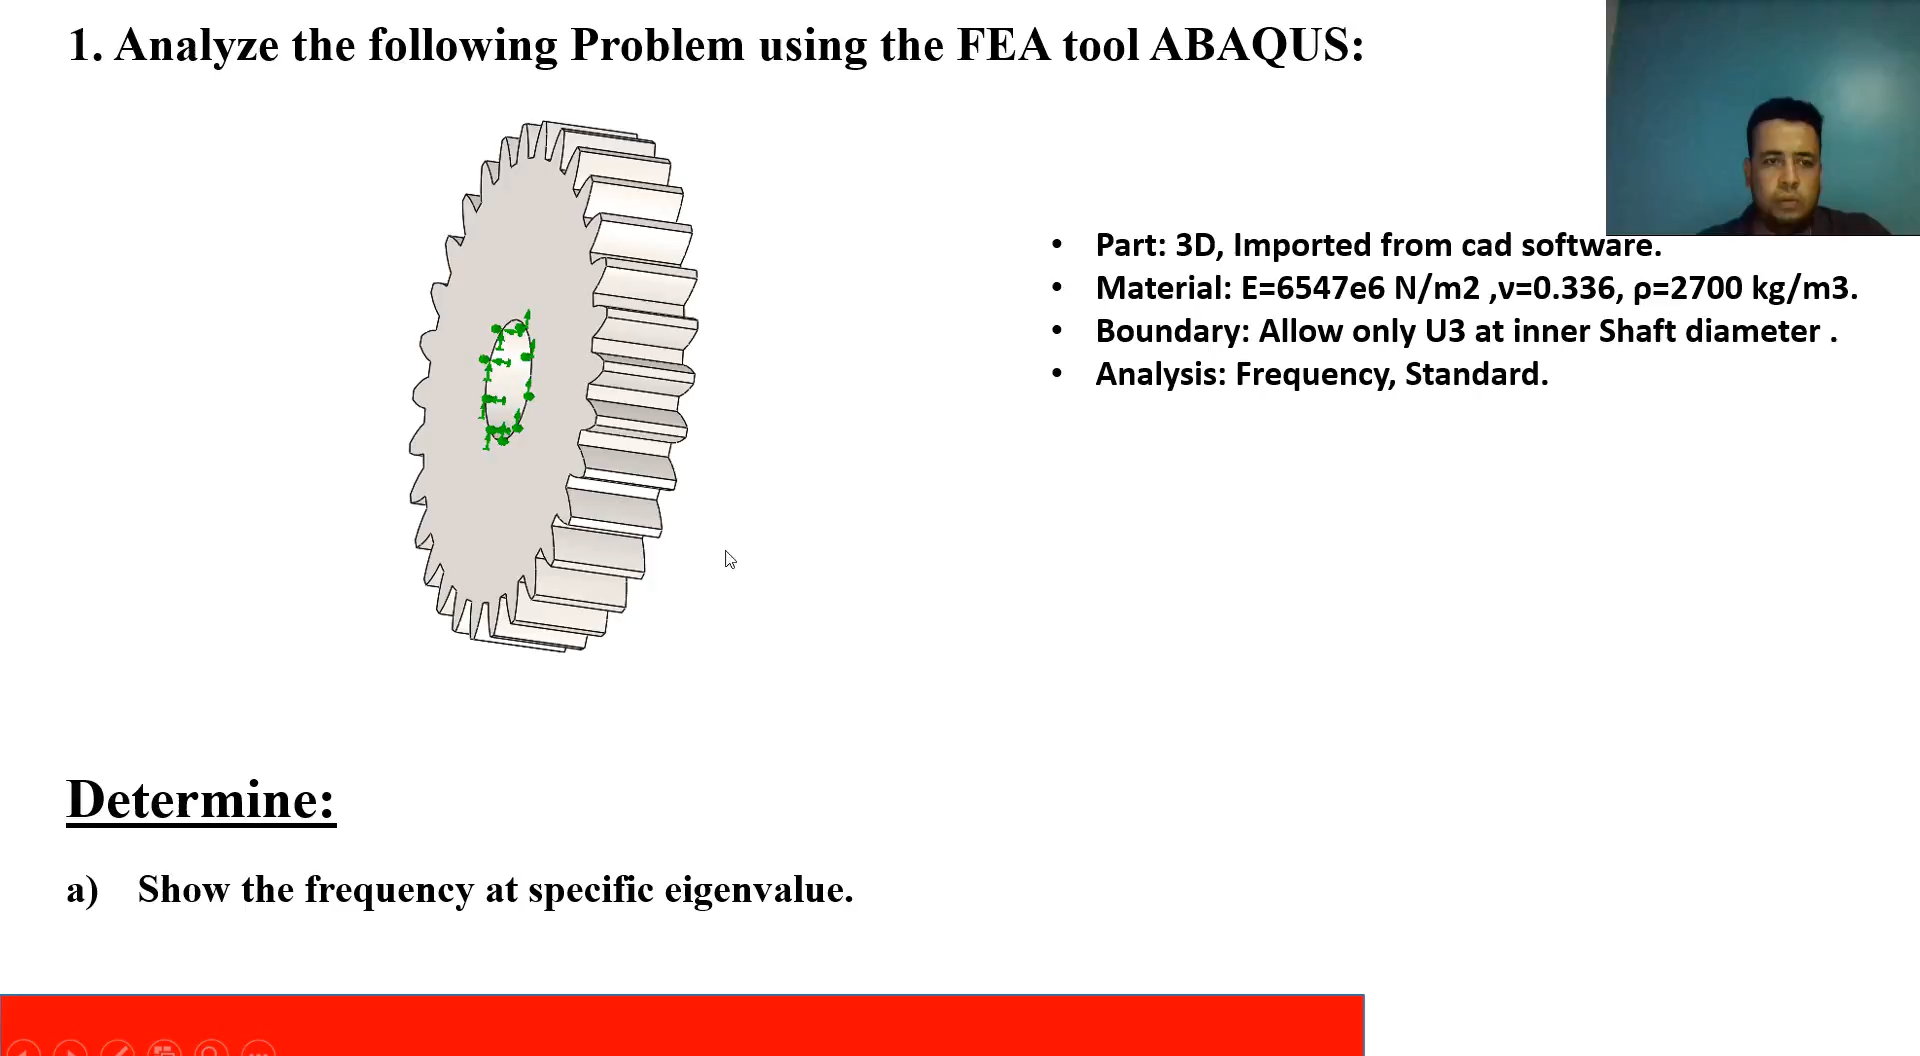 1. Analyze the following Problem using the FEA tool ABAQUS:
• Part: 3D, Imported from cad software.
• Material: E=6547e6 N/m2 ,ν=0.336, ρ=2700 kg/m3.
• Boundary: Allow only U3 at inner Shaft diameter .
• Analysis: Frequency, Standard.
Determine:
a) Show the frequency at specific eigenvalue.